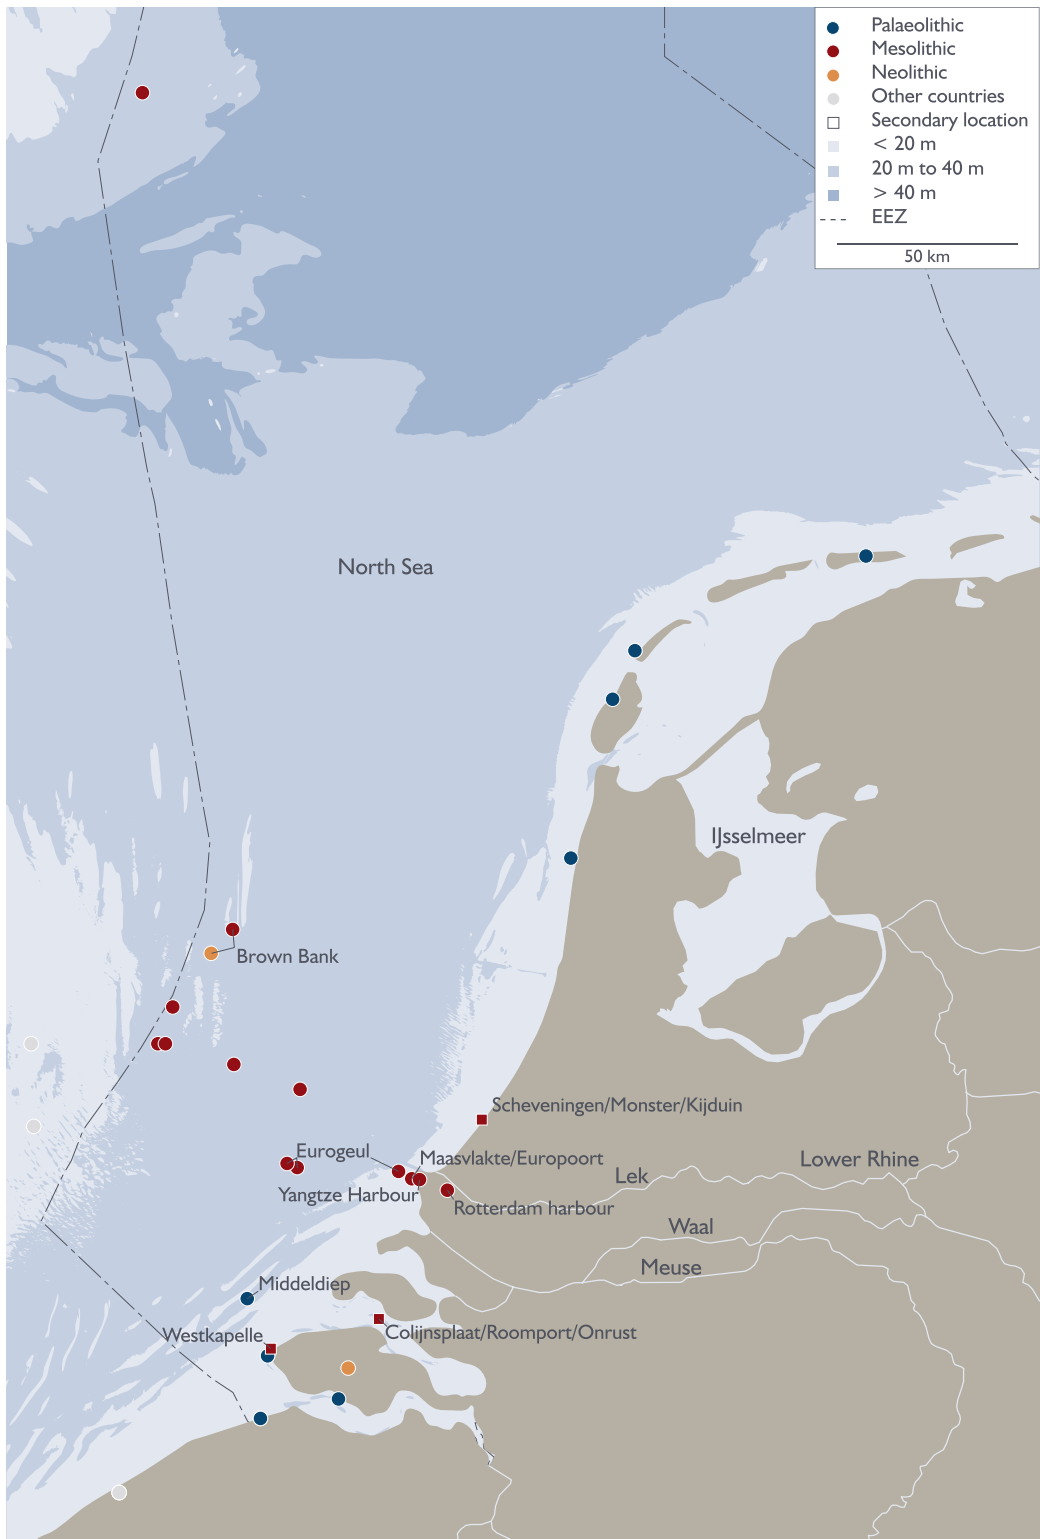 Palaeolithic
Mesolithic
Neolithic
Other countries
Secondary location
< 20 m
20 m to 40 m
> 40 m
EEZ
50 km
North Sea
IJsselmeer
Brown Bank
Scheveningen/Monster/Kijduin
Eurogeul
Maasvlakte/Europoort
Lower Rhine
Lek
Yangtze Harbour
Rotterdam harbour
Waal
Meuse
Middeldiep
Westkapelle
Colijnsplaat/Roomport/Onrust